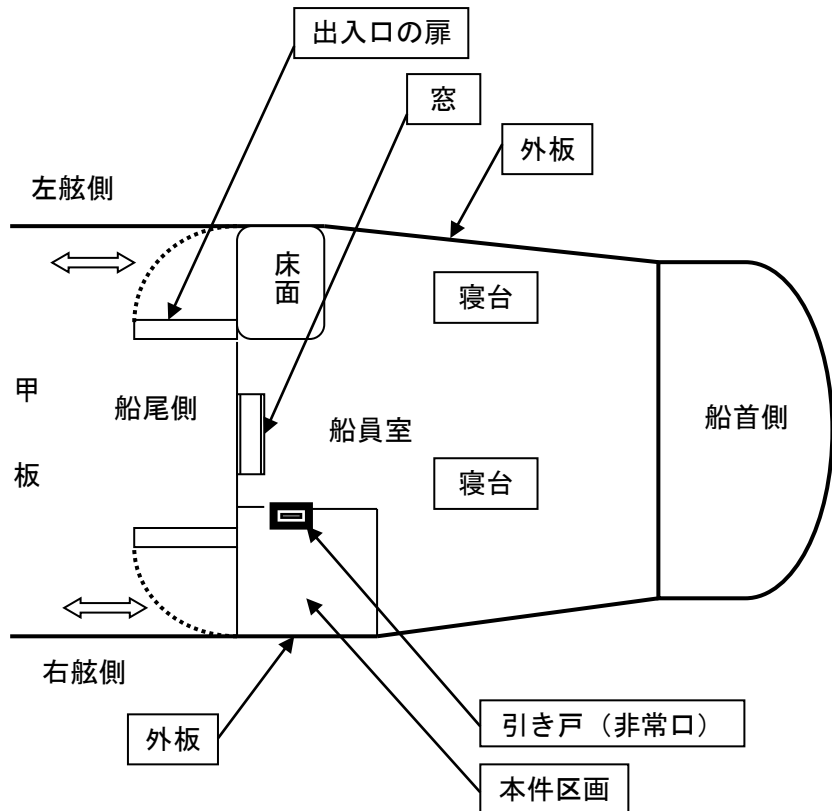 出入口の扉
窓
外板
左舷側
床面
寝台
甲板
船尾側
船員室
船首側
寝台
右舷側
外板
引き戸（非常口）
本件区画